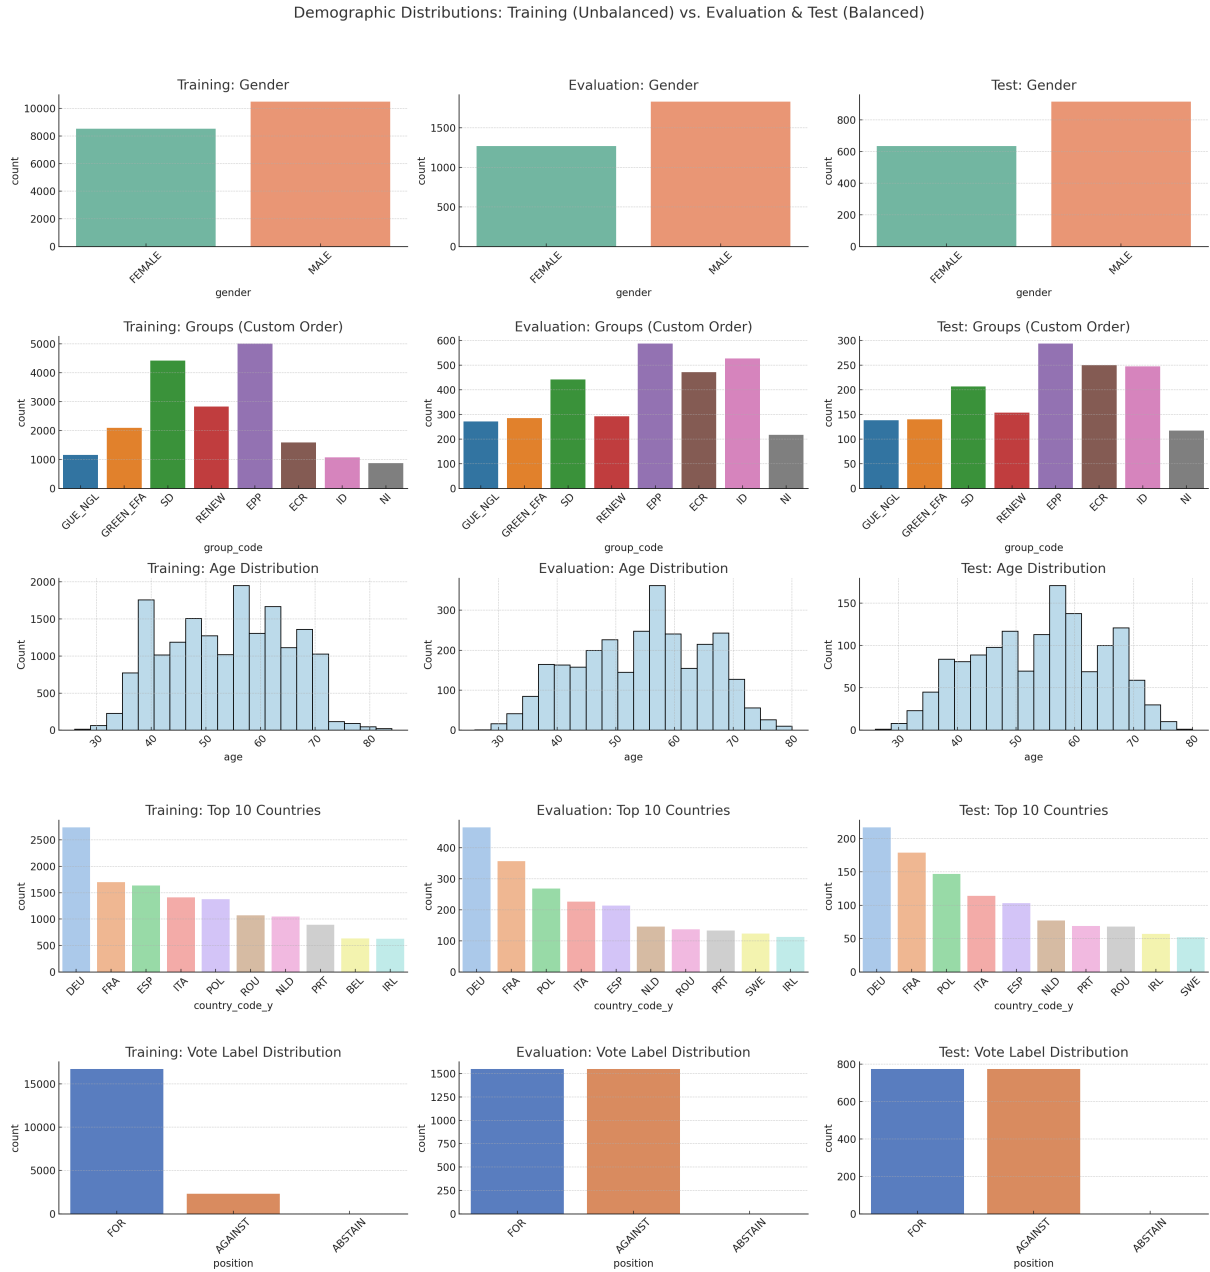 Demographic Distributions: Training (Unbalanced) vs. Evaluation & Test (Balanced)
Training: Gender
count
10000
8000
6000
4000
2000
0
FEMALE
MALE
gender
Evaluation: Gender
count
1500
1000
500
0
FEMALE
MALE
gender
Test: Gender
count
800
600
400
200
0
FEMALE
MALE
gender
Training: Groups (Custom Order)
count
5000
4000
3000
2000
1000
0
GUE_NGL
GREEN_EFA
SD
RENEW
EPP
ECR
ID
NI
group_code
Evaluation: Groups (Custom Order)
count
600
500
400
300
200
100
0
GUE_NGL
GREEN_EFA
SD
RENEW
EPP
ECR
ID
NI
group_code
Test: Groups (Custom Order)
count
300
250
200
150
100
50
0
GUE_NGL
GREEN_EFA
SD
RENEW
EPP
ECR
ID
NI
group_code
Training: Age Distribution
Count
2000
1500
1000
500
0
30
40
50
60
70
80
age
Evaluation: Age Distribution
Count
300
200
100
0
30
40
50
60
70
80
age
Test: Age Distribution
Count
150
100
50
0
30
40
50
60
70
80
age
Training: Top 10 Countries
count
2500
2000
1500
1000
500
0
DEU
FRA
ESP
ITA
POL
ROU
NLD
PRT
BEL
IRL
country_code_y
Evaluation: Top 10 Countries
count
400
300
200
100
0
DEU
FRA
POL
ITA
ESP
NLD
ROU
PRT
SWE
IRL
country_code_y
Test: Top 10 Countries
count
200
150
100
50
0
DEU
FRA
POL
ITA
ESP
NLD
PRT
ROU
IRL
SWE
country_code_y
Training: Vote Label Distribution
count
15000
10000
5000
0
FOR
AGAINST
ABSTAIN
position
Evaluation: Vote Label Distribution
count
1500
1250
1000
750
500
250
0
FOR
AGAINST
ABSTAIN
position
Test: Vote Label Distribution
count
800
600
400
200
0
FOR
AGAINST
ABSTAIN
position